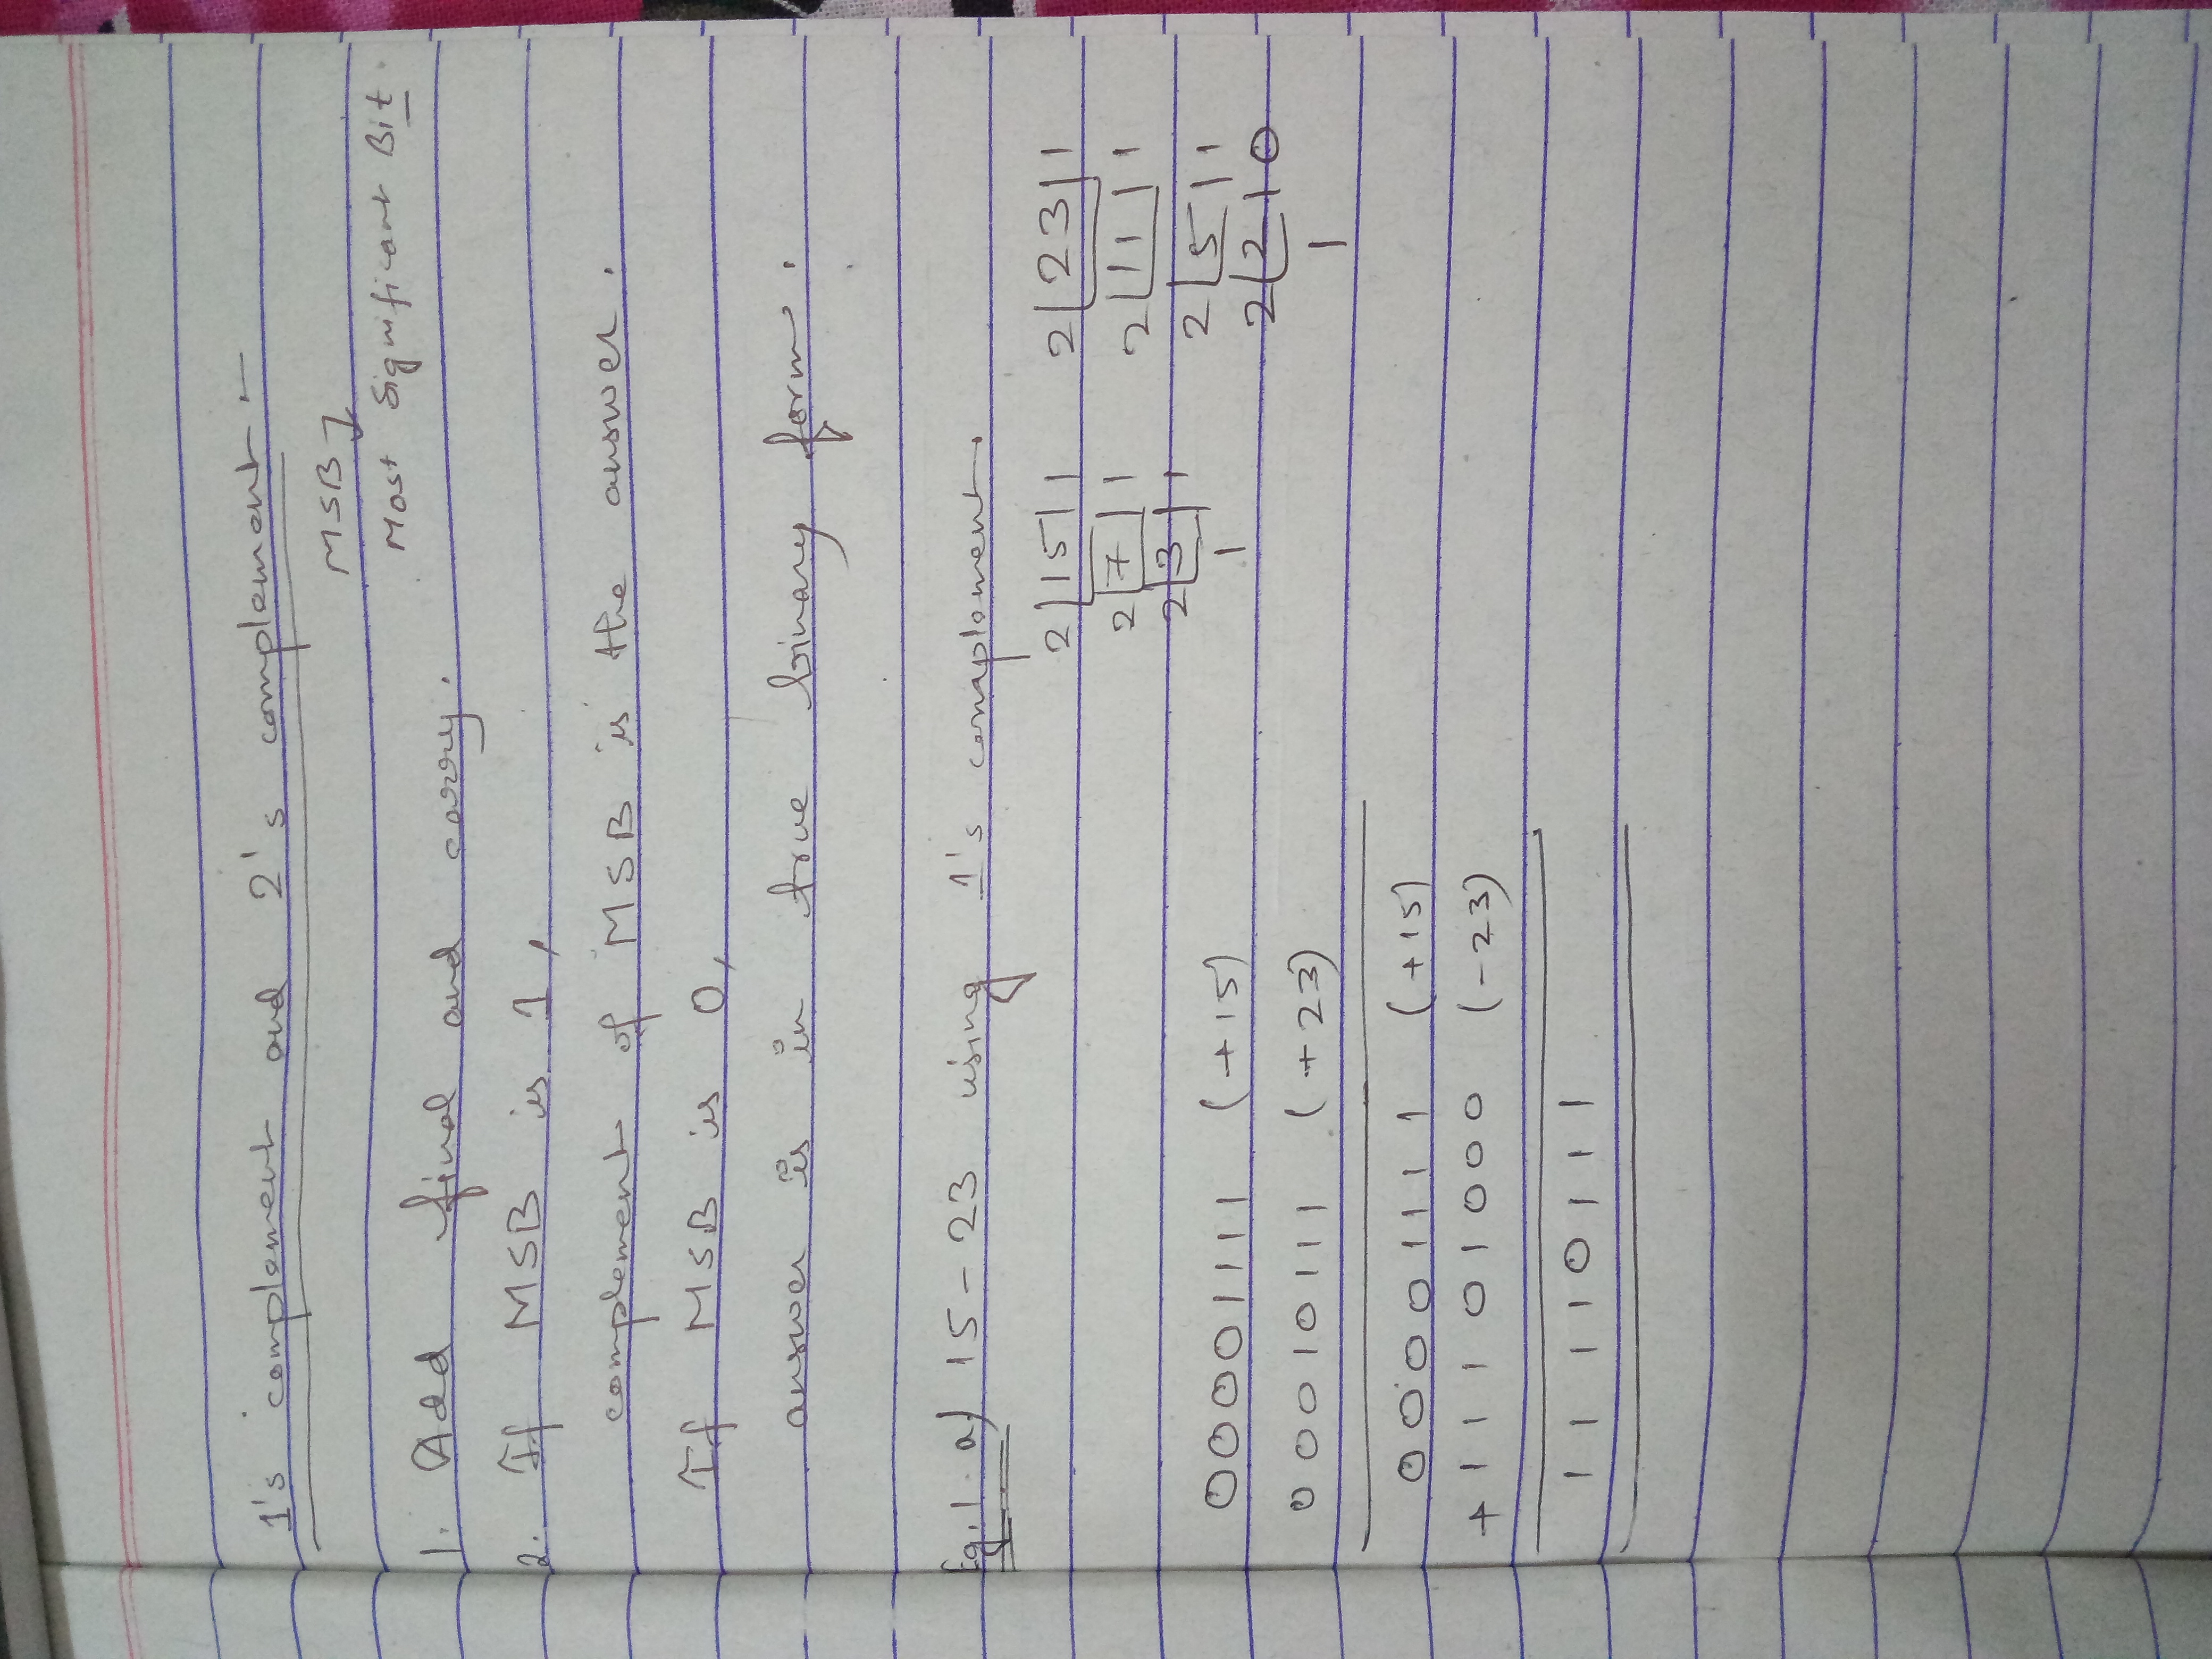 1's complement and 2's complement :-
MSB
Most Significant Bit
1. Add final and carry.
2. If MSB is 1,
complement of MSB is the answer.
If MSB is 0,
answer is in true binary form.
Eg. 1. a) 15 - 23 using 1's complement.
2 | 15 | 1
2 | 7 | 1
2 | 3 | 1
1
2 | 23 | 1
2 | 11 | 1
2 | 5 | 1
2 | 2 | 0
1
00001111 (+15)
00010111 (+23)
00001111 (+15)
+ 11101000 (-23)
11110111